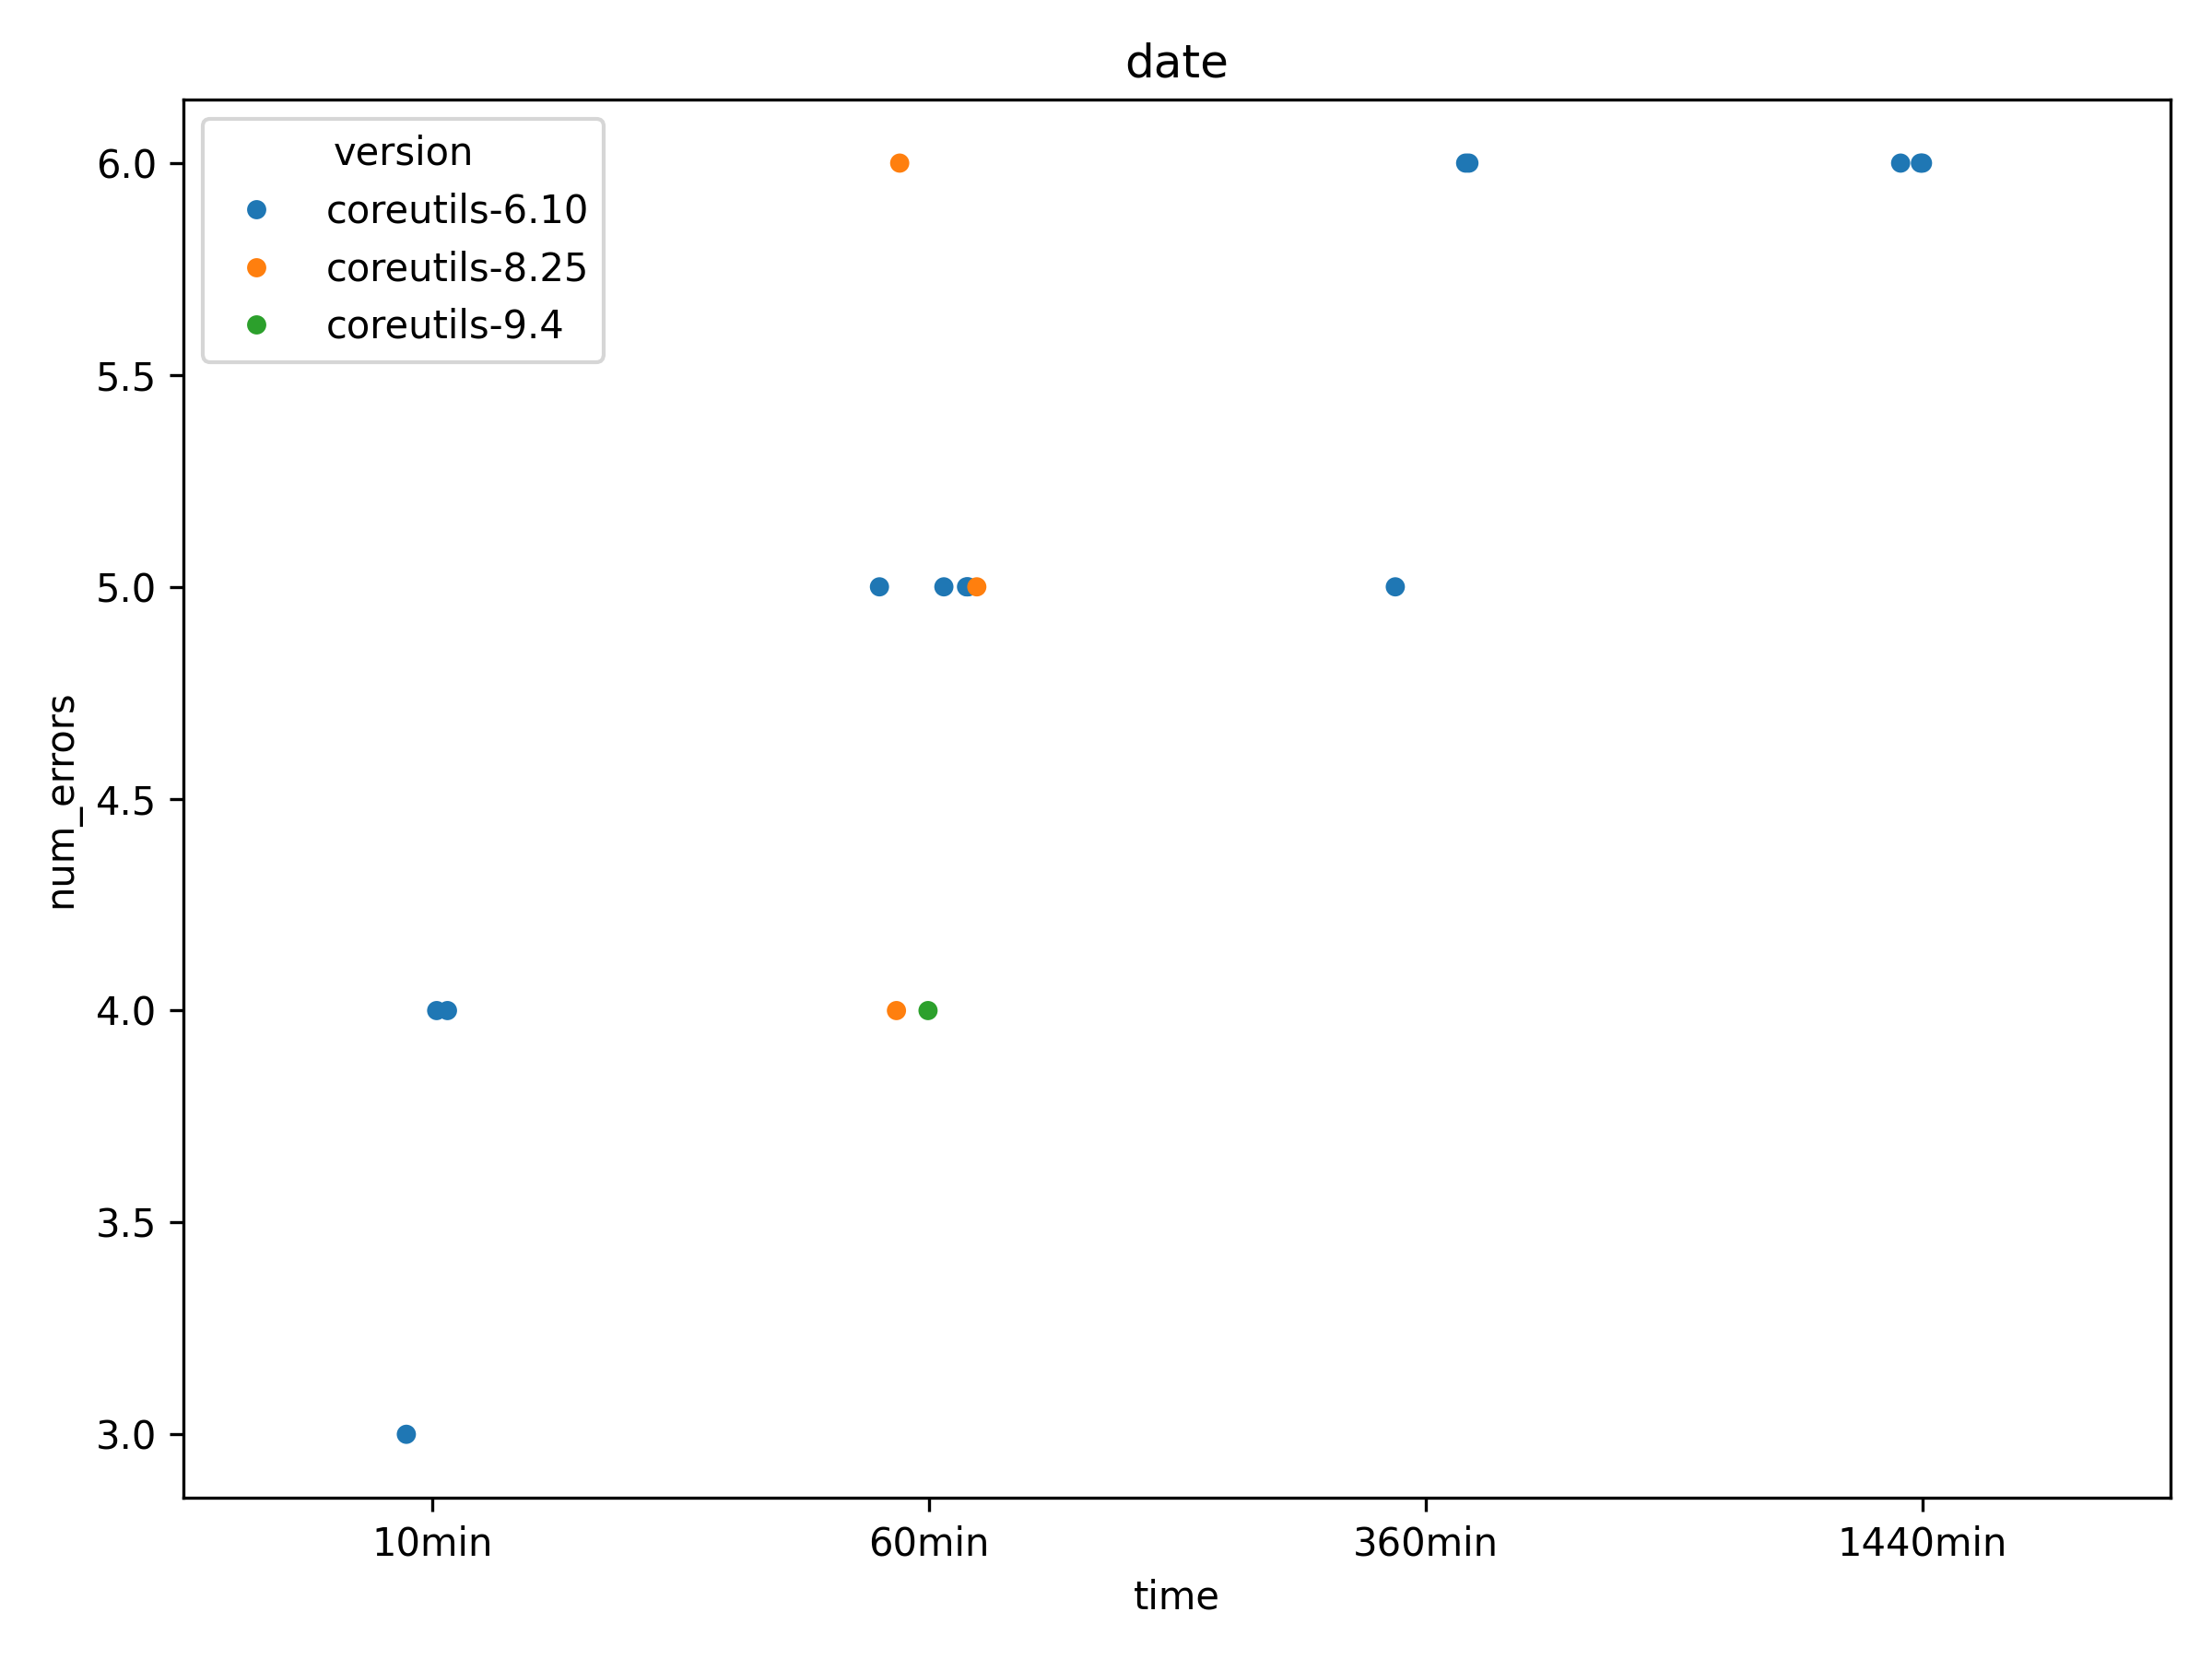 date
version
coreutils-6.10
coreutils-8.25
coreutils-9.4
6.0
5.5
5.0
4.5
4.0
3.5
3.0
num_errors
10min 60min 360min 1440min
time